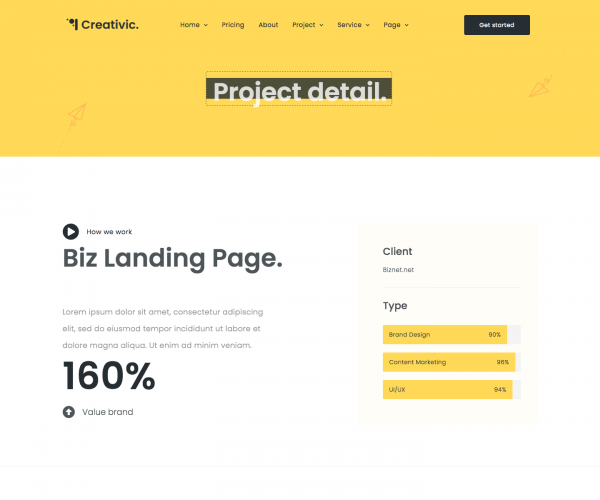 Creativic.
Home
Pricing
About
Project
Service
Page
Get started
Project detail.
How we work
Biz Landing Page.
Lorem ipsum dolor sit amet, consectetur adipiscing
elit, sed do eiusmod tempor incididunt ut labore et
dolore magna aliqua. Ut enim ad minim veniam.
160%
Value brand
Client
Biznet.net
Type
Brand Design 90%
Content Marketing 96%
UI/UX 94%